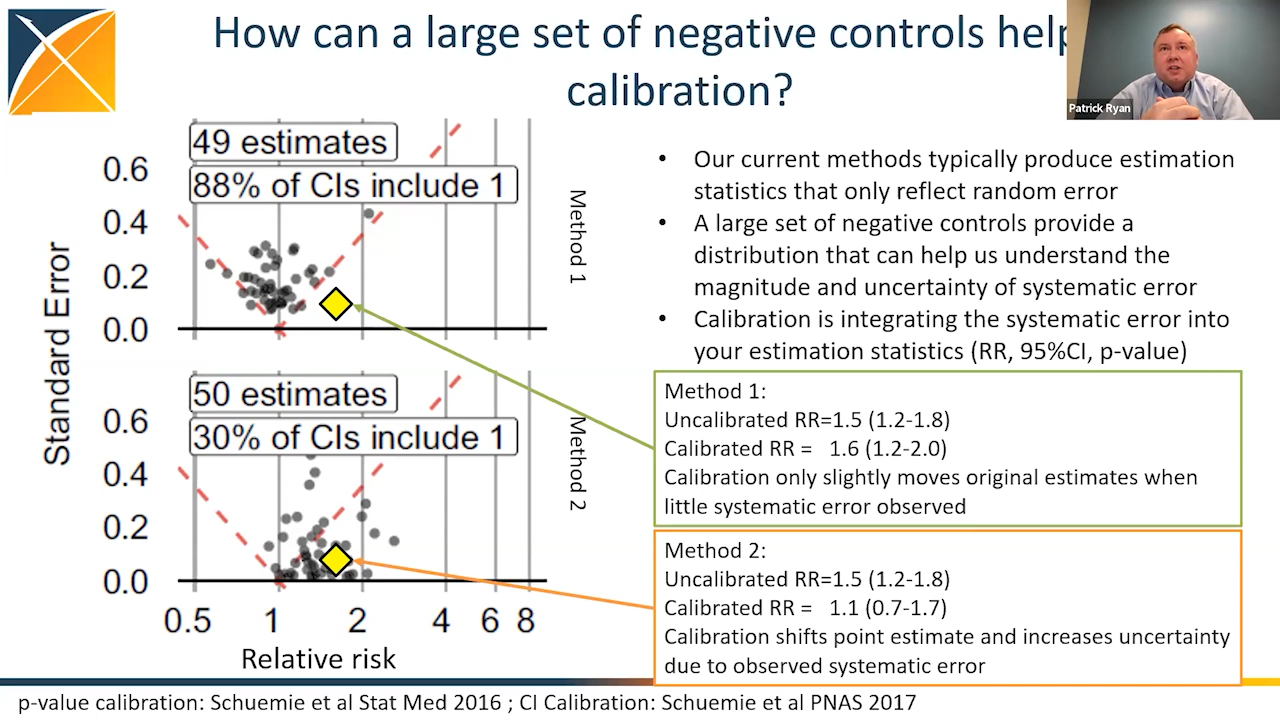 How can a large set of negative controls help
calibration?
Patrick Ryan
49 estimates
88% of CIs include 1
0.6
0.4
0.2
0.0
Method 1
Standard Error
50 estimates
30% of CIs include 1
0.6
0.4
0.2
0.0
Method 2
0.5 1 2 4 6 8
Relative risk
• Our current methods typically produce estimation
statistics that only reflect random error
• A large set of negative controls provide a
distribution that can help us understand the
magnitude and uncertainty of systematic error
• Calibration is integrating the systematic error into
your estimation statistics (RR, 95%CI, p-value)
Method 1:
Uncalibrated RR=1.5 (1.2-1.8)
Calibrated RR = 1.6 (1.2-2.0)
Calibration only slightly moves original estimates when
little systematic error observed
Method 2:
Uncalibrated RR=1.5 (1.2-1.8)
Calibrated RR = 1.1 (0.7-1.7)
Calibration shifts point estimate and increases uncertainty
due to observed systematic error
p-value calibration: Schuemie et al Stat Med 2016 ; CI Calibration: Schuemie et al PNAS 2017